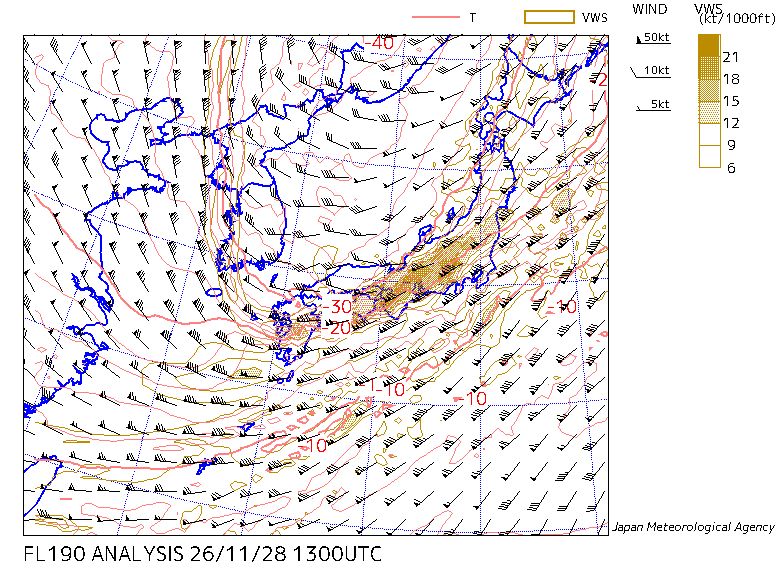 T VWS WIND VWS
(kt/1000ft)
50kt
10kt
5kt
21
18
15
12
9
6
-40
-2
-30
-20
-10
-10
-10
10
Japan Meteorological Agency
FL190 ANALYSIS 26/11/28 1300UTC